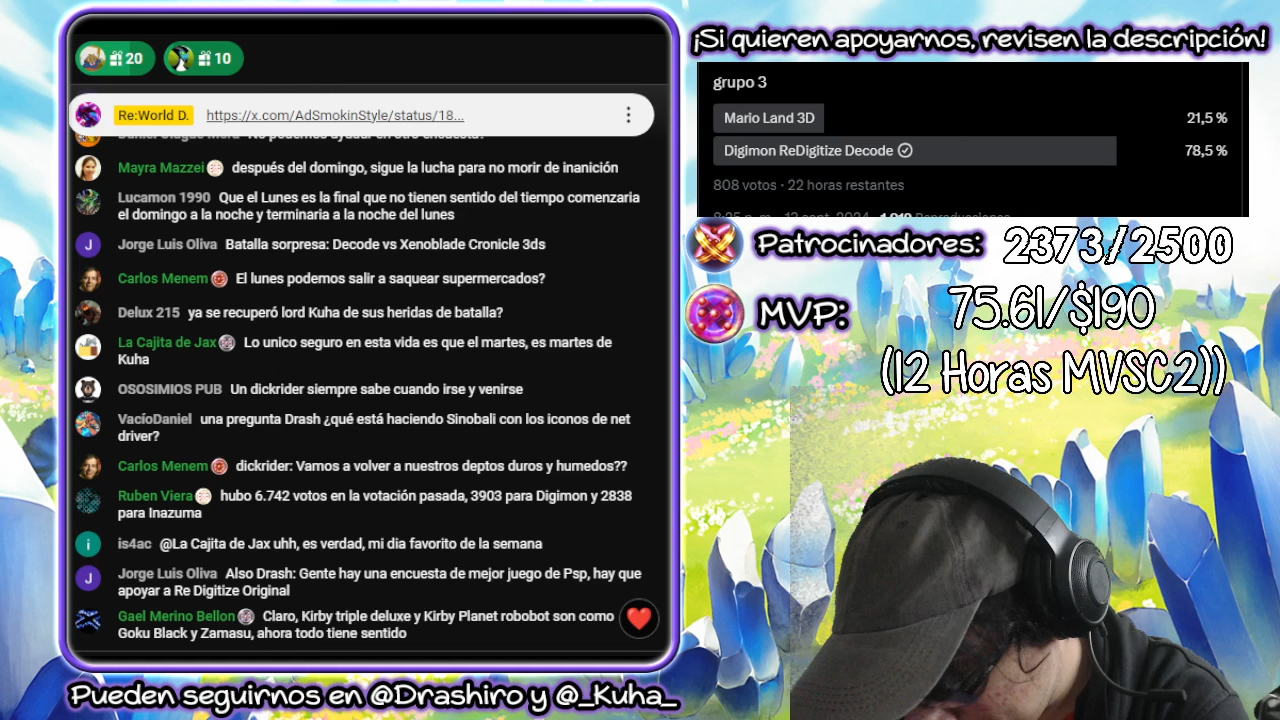 20
10
Re:World D. https://x.com/AdSmokinStyle/status/18...
Mayra Mazzei después del domingo, sigue la lucha para no morir de inanición
Lucamon 1990 Que el Lunes es la final que no tienen sentido del tiempo comenzaria
el domingo a la noche y terminaria a la noche del lunes
J
Jorge Luis Oliva Batalla sorpresa: Decode vs Xenoblade Cronicle 3ds
Carlos Menem El lunes podemos salir a saquear supermercados?
Delux 215 ya se recuperó lord Kuha de sus heridas de batalla?
La Cajita de Jax Lo unico seguro en esta vida es que el martes, es martes de
Kuha
OSOSIMIOS PUB Un dickrider siempre sabe cuando irse y venirse
VacíoDaniel una pregunta Drash ¿qué está haciendo Sinobali con los iconos de net
driver?
Carlos Menem dickrider: Vamos a volver a nuestros deptos duros y humedos??
Ruben Viera hubo 6.742 votos en la votación pasada, 3903 para Digimon y 2838
para Inazuma
i
is4ac @La Cajita de Jax uhh, es verdad, mi dia favorito de la semana
J
Jorge Luis Oliva Also Drash: Gente hay una encuesta de mejor juego de Psp, hay que
apoyar a Re Digitize Original
Gael Merino Bellon Claro, Kirby triple deluxe y Kirby Planet robobot son como
Goku Black y Zamasu, ahora todo tiene sentido
Pueden seguirnos en @Drashiro y @_Kuha_
¡Si quieren apoyarnos, revisen la descripción!
grupo 3
Mario Land 3D 21,5 %
Digimon ReDigitize Decode 78,5 %
808 votos · 22 horas restantes
Patrocinadores: 2373/2500
MVP: 75.61/$190
(12 Horas MVSC2))